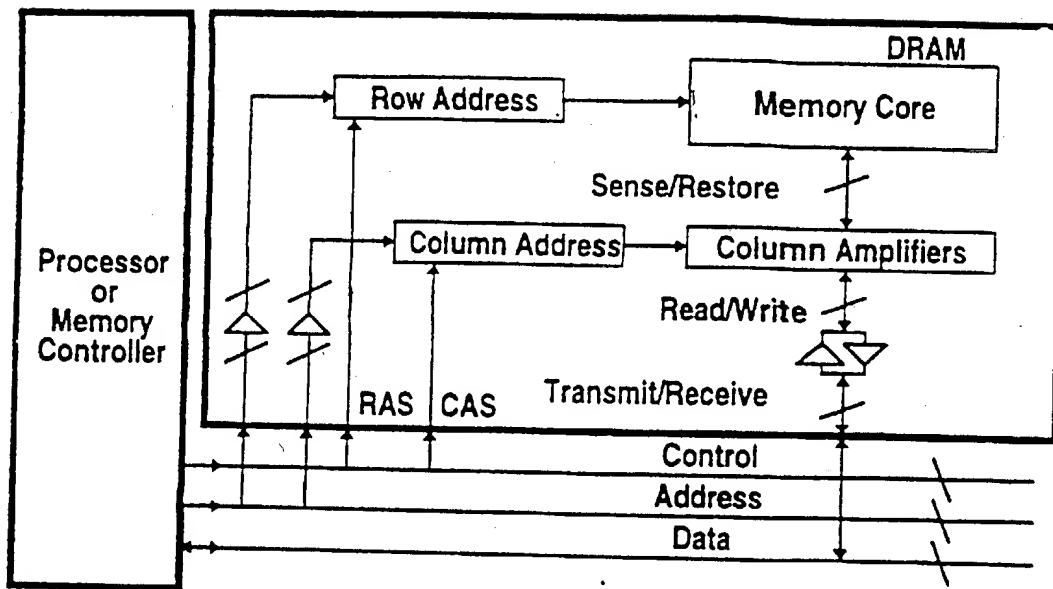 DRAM
Row Address
Memory Core
Sense/Restore
Column Address
Column Amplifiers
Processor
or
Memory
Controller
Read/Write
Transmit/Receive
RAS CAS
Control
Address
Data